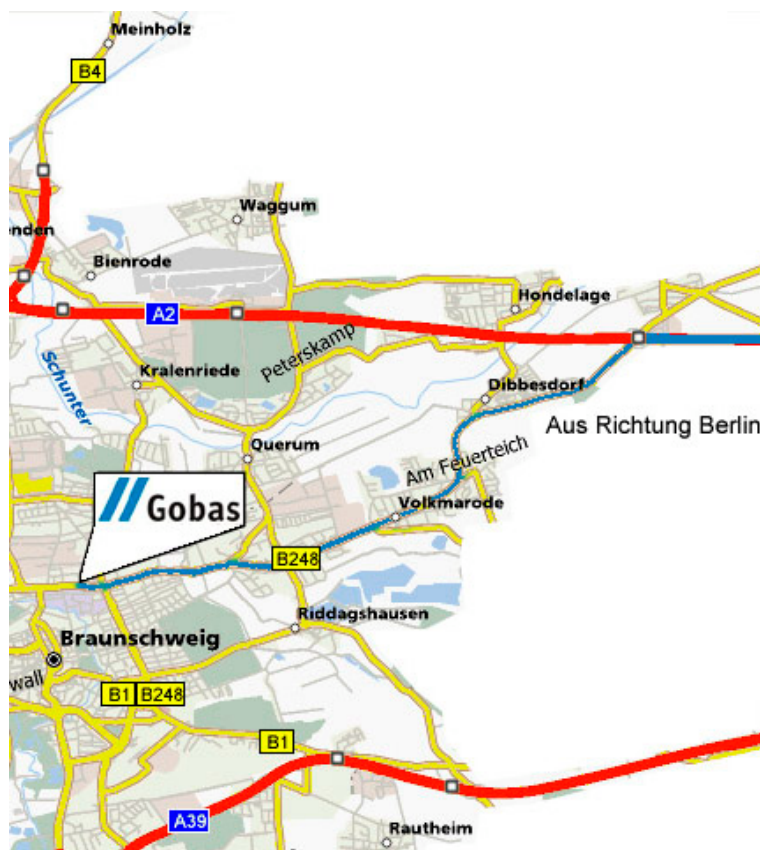 Meinholz
B4
Waggum
enden
Bienrode
Hondelage
A2
Peterskamp
Schunter
Kralenriede
Dibbesdorf
Aus Richtung Berlin
Querum
Am Feuerteich
Gobas
Volkmarode
B248
Riddagshausen
Braunschweig
wall
B1
B248
B1
A39
Rautheim